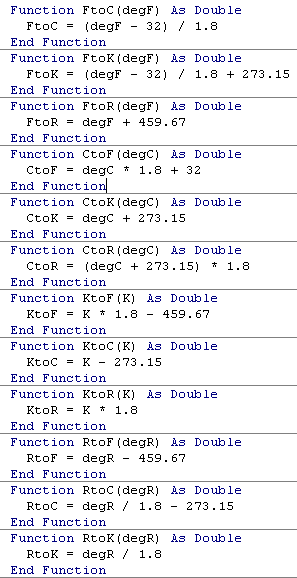 Function FtoC(degF) As Double
FtoC = (degF - 32) / 1.8
End Function
Function FtoK(degF) As Double
FtoK = (degF - 32) / 1.8 + 273.15
End Function
Function FtoR(degF) As Double
FtoR = degF + 459.67
End Function
Function CtoF(degC) As Double
CtoF = degC * 1.8 + 32
End Function
Function CtoK(degC) As Double
CtoK = degC + 273.15
End Function
Function CtoR(degC) As Double
CtoR = (degC + 273.15) * 1.8
End Function
Function KtoF(K) As Double
KtoF = K * 1.8 - 459.67
End Function
Function KtoC(K) As Double
KtoC = K - 273.15
End Function
Function KtoR(K) As Double
KtoR = K * 1.8
End Function
Function RtoF(degR) As Double
RtoF = degR - 459.67
End Function
Function RtoC(degR) As Double
RtoC = degR / 1.8 - 273.15
End Function
Function RtoK(degR) As Double
RtoK = degR / 1.8
End Function